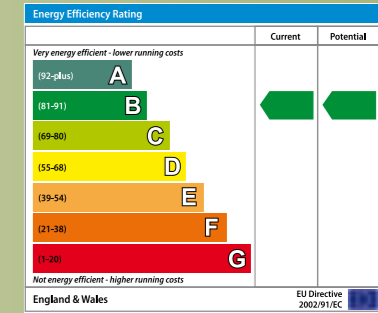 Energy Efficiency Rating
Current Potential
Very energy efficient - lower running costs
(92-plus) A
(81-91) B
(69-80) C
(55-68) D
(39-54) E
(21-38) F
(1-20) G
Not energy efficient - higher running costs
England & Wales
EU Directive
2002/91/EC